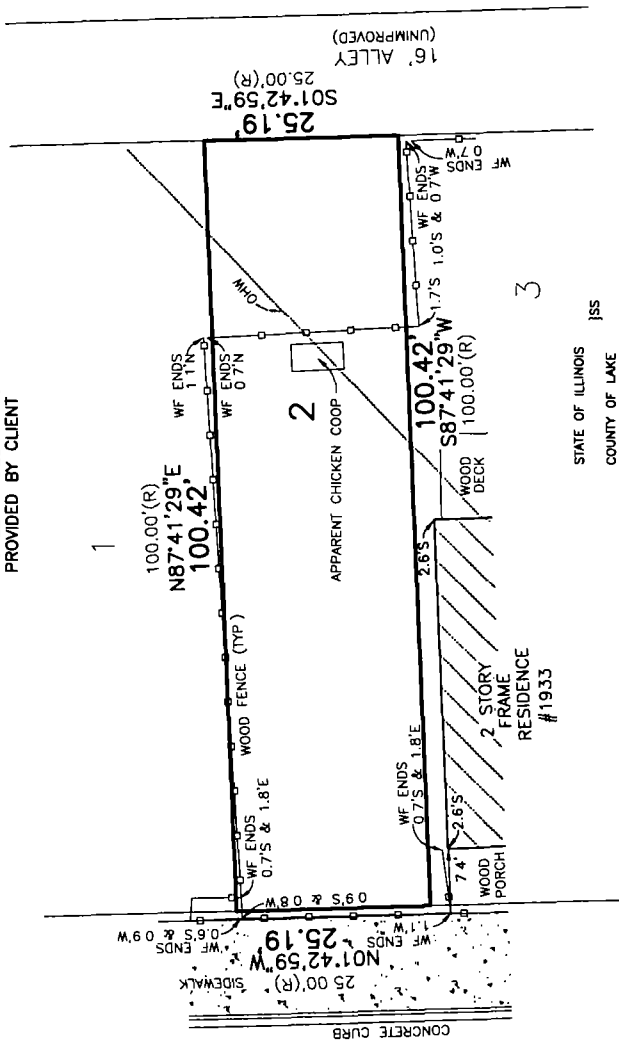 PROVIDED BY CLIENT
16' ALLEY
(UNIMPROVED)
S01°42'59"E
25.00'(R)
25.19'
1
100.00'(R)
N87°41'29"E
100.42'
WF ENDS
1.1'N
WF ENDS
0.7'N
OHW
WF ENDS
0.7'W
WF ENDS
1.0'S & 0.7'W
1.7'S
2
APPARENT CHICKEN COOP
100.42'
S87°41'29"W
100.00'(R)
3
WOOD
DECK
STATE OF ILLINOIS
]SS
COUNTY OF LAKE
WOOD FENCE (TYP)
2.6'S
2 STORY
FRAME
RESIDENCE
#1933
WF ENDS
0.7'S & 1.8'E
WF ENDS
0.7'S & 1.8'E
2.6'S
7 4'
WOOD
PORCH
0.9'S & 0.8'W
WF ENDS
0.6'S & 0.9'W
WF ENDS
1.1'W
25.19'
N01°42'59"W
25 00'(R)
SIDEWALK
CONCRETE CURB